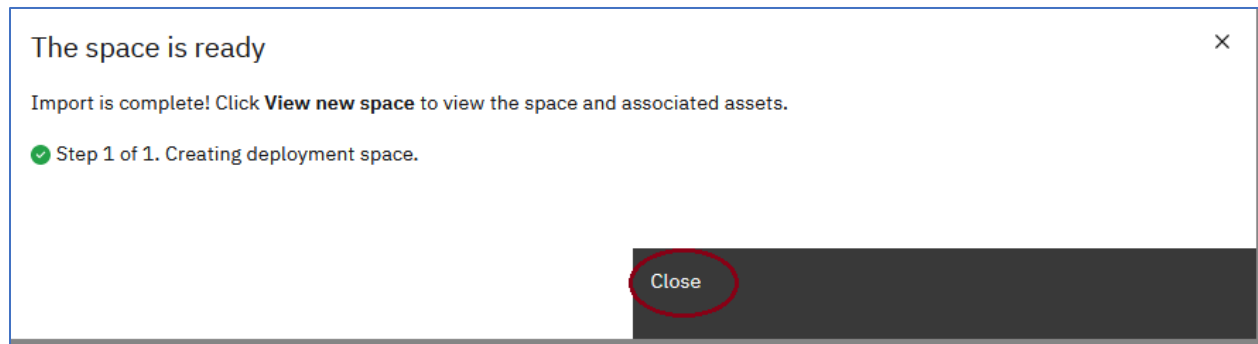 The space is ready
Import is complete! Click View new space to view the space and associated assets.
Step 1 of 1. Creating deployment space.
Close